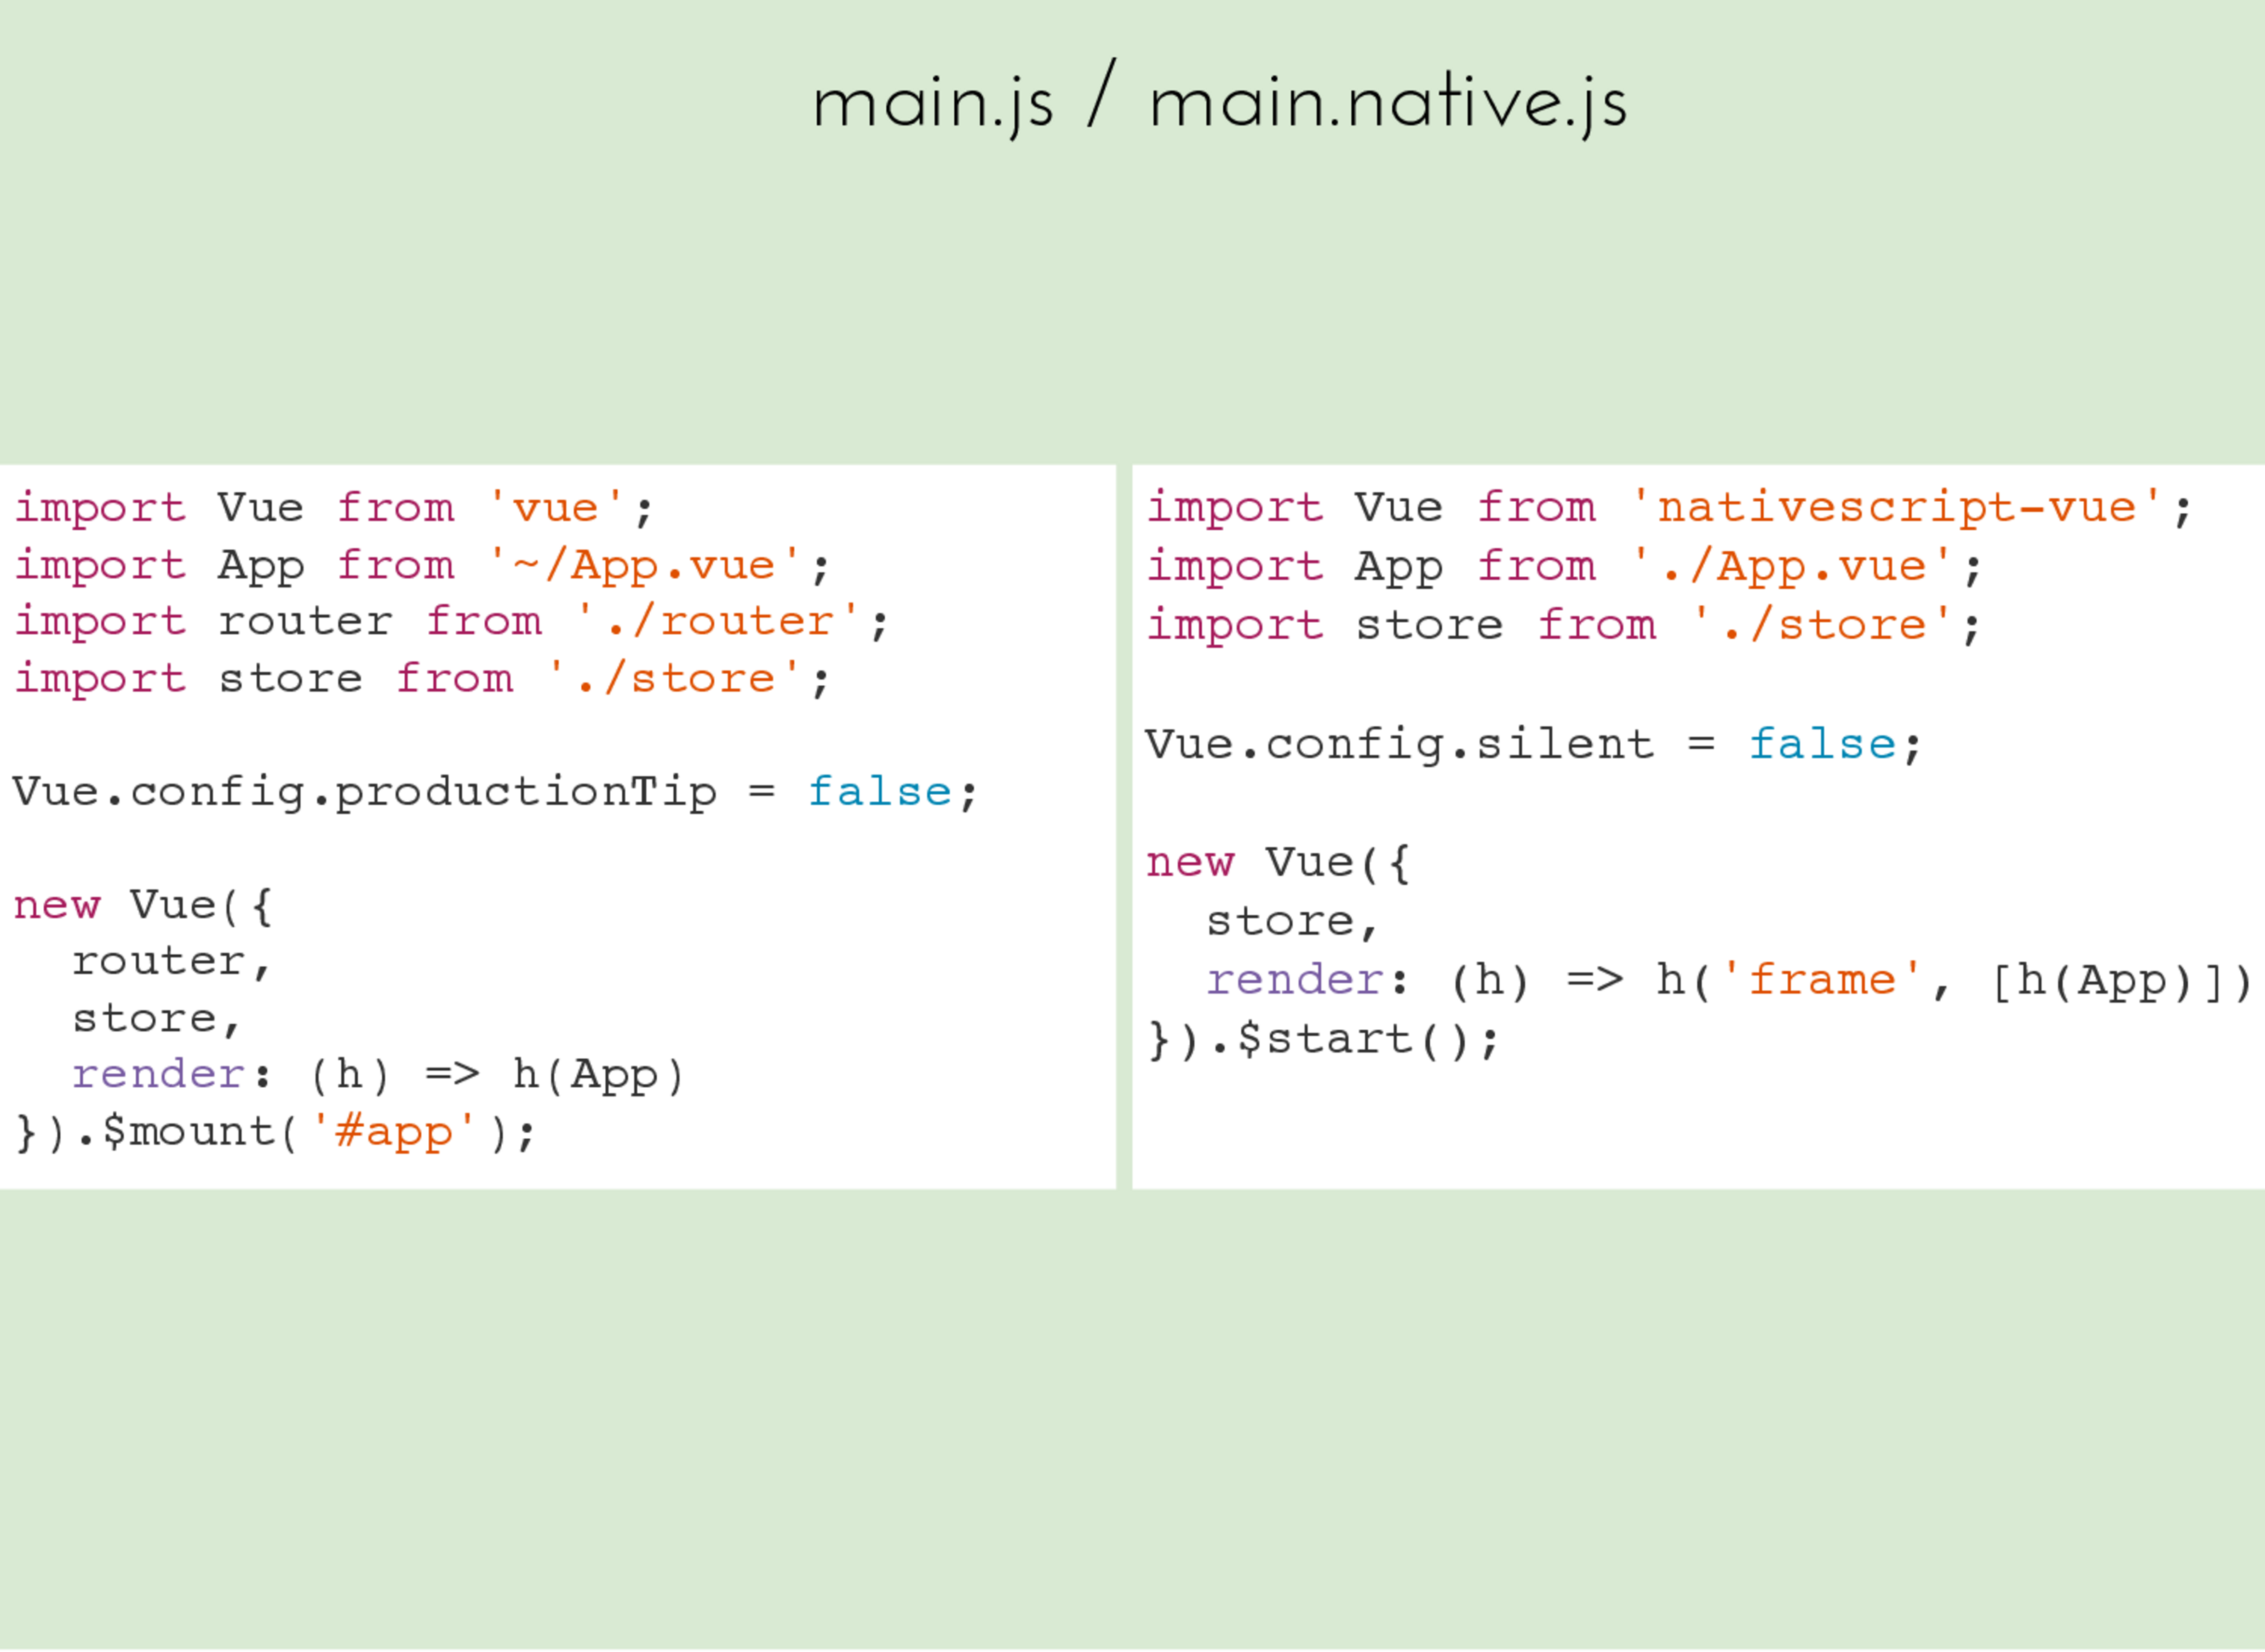 main.js / main.native.js
import Vue from 'vue';
import App from '~/App.vue';
import router from './router';
import store from './store';
Vue.config.productionTip = false;
new Vue({
  router,
  store,
  render: (h) => h(App)
}).$mount('#app');
import Vue from 'nativescript-vue';
import App from './App.vue';
import store from './store';
Vue.config.silent = false;
new Vue({
  store,
  render: (h) => h('frame', [h(App)])
}).$start();